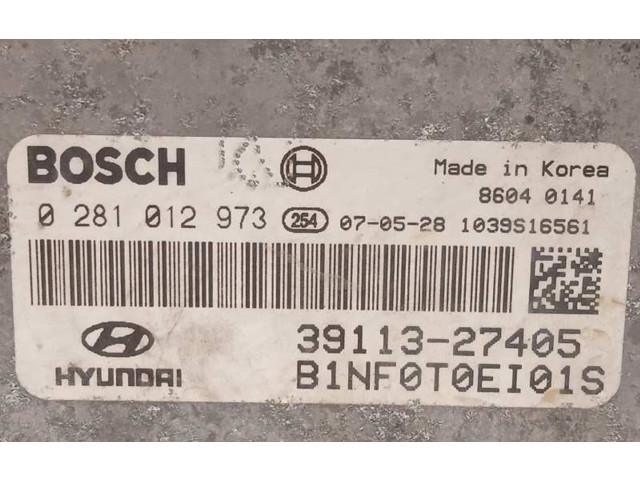 BOSCH
Made in Korea
8604 0141
0 281 012 973 254 07-05-28 1039S16561
39113-27405
HYUNDAI
B1NF0T0EI01S